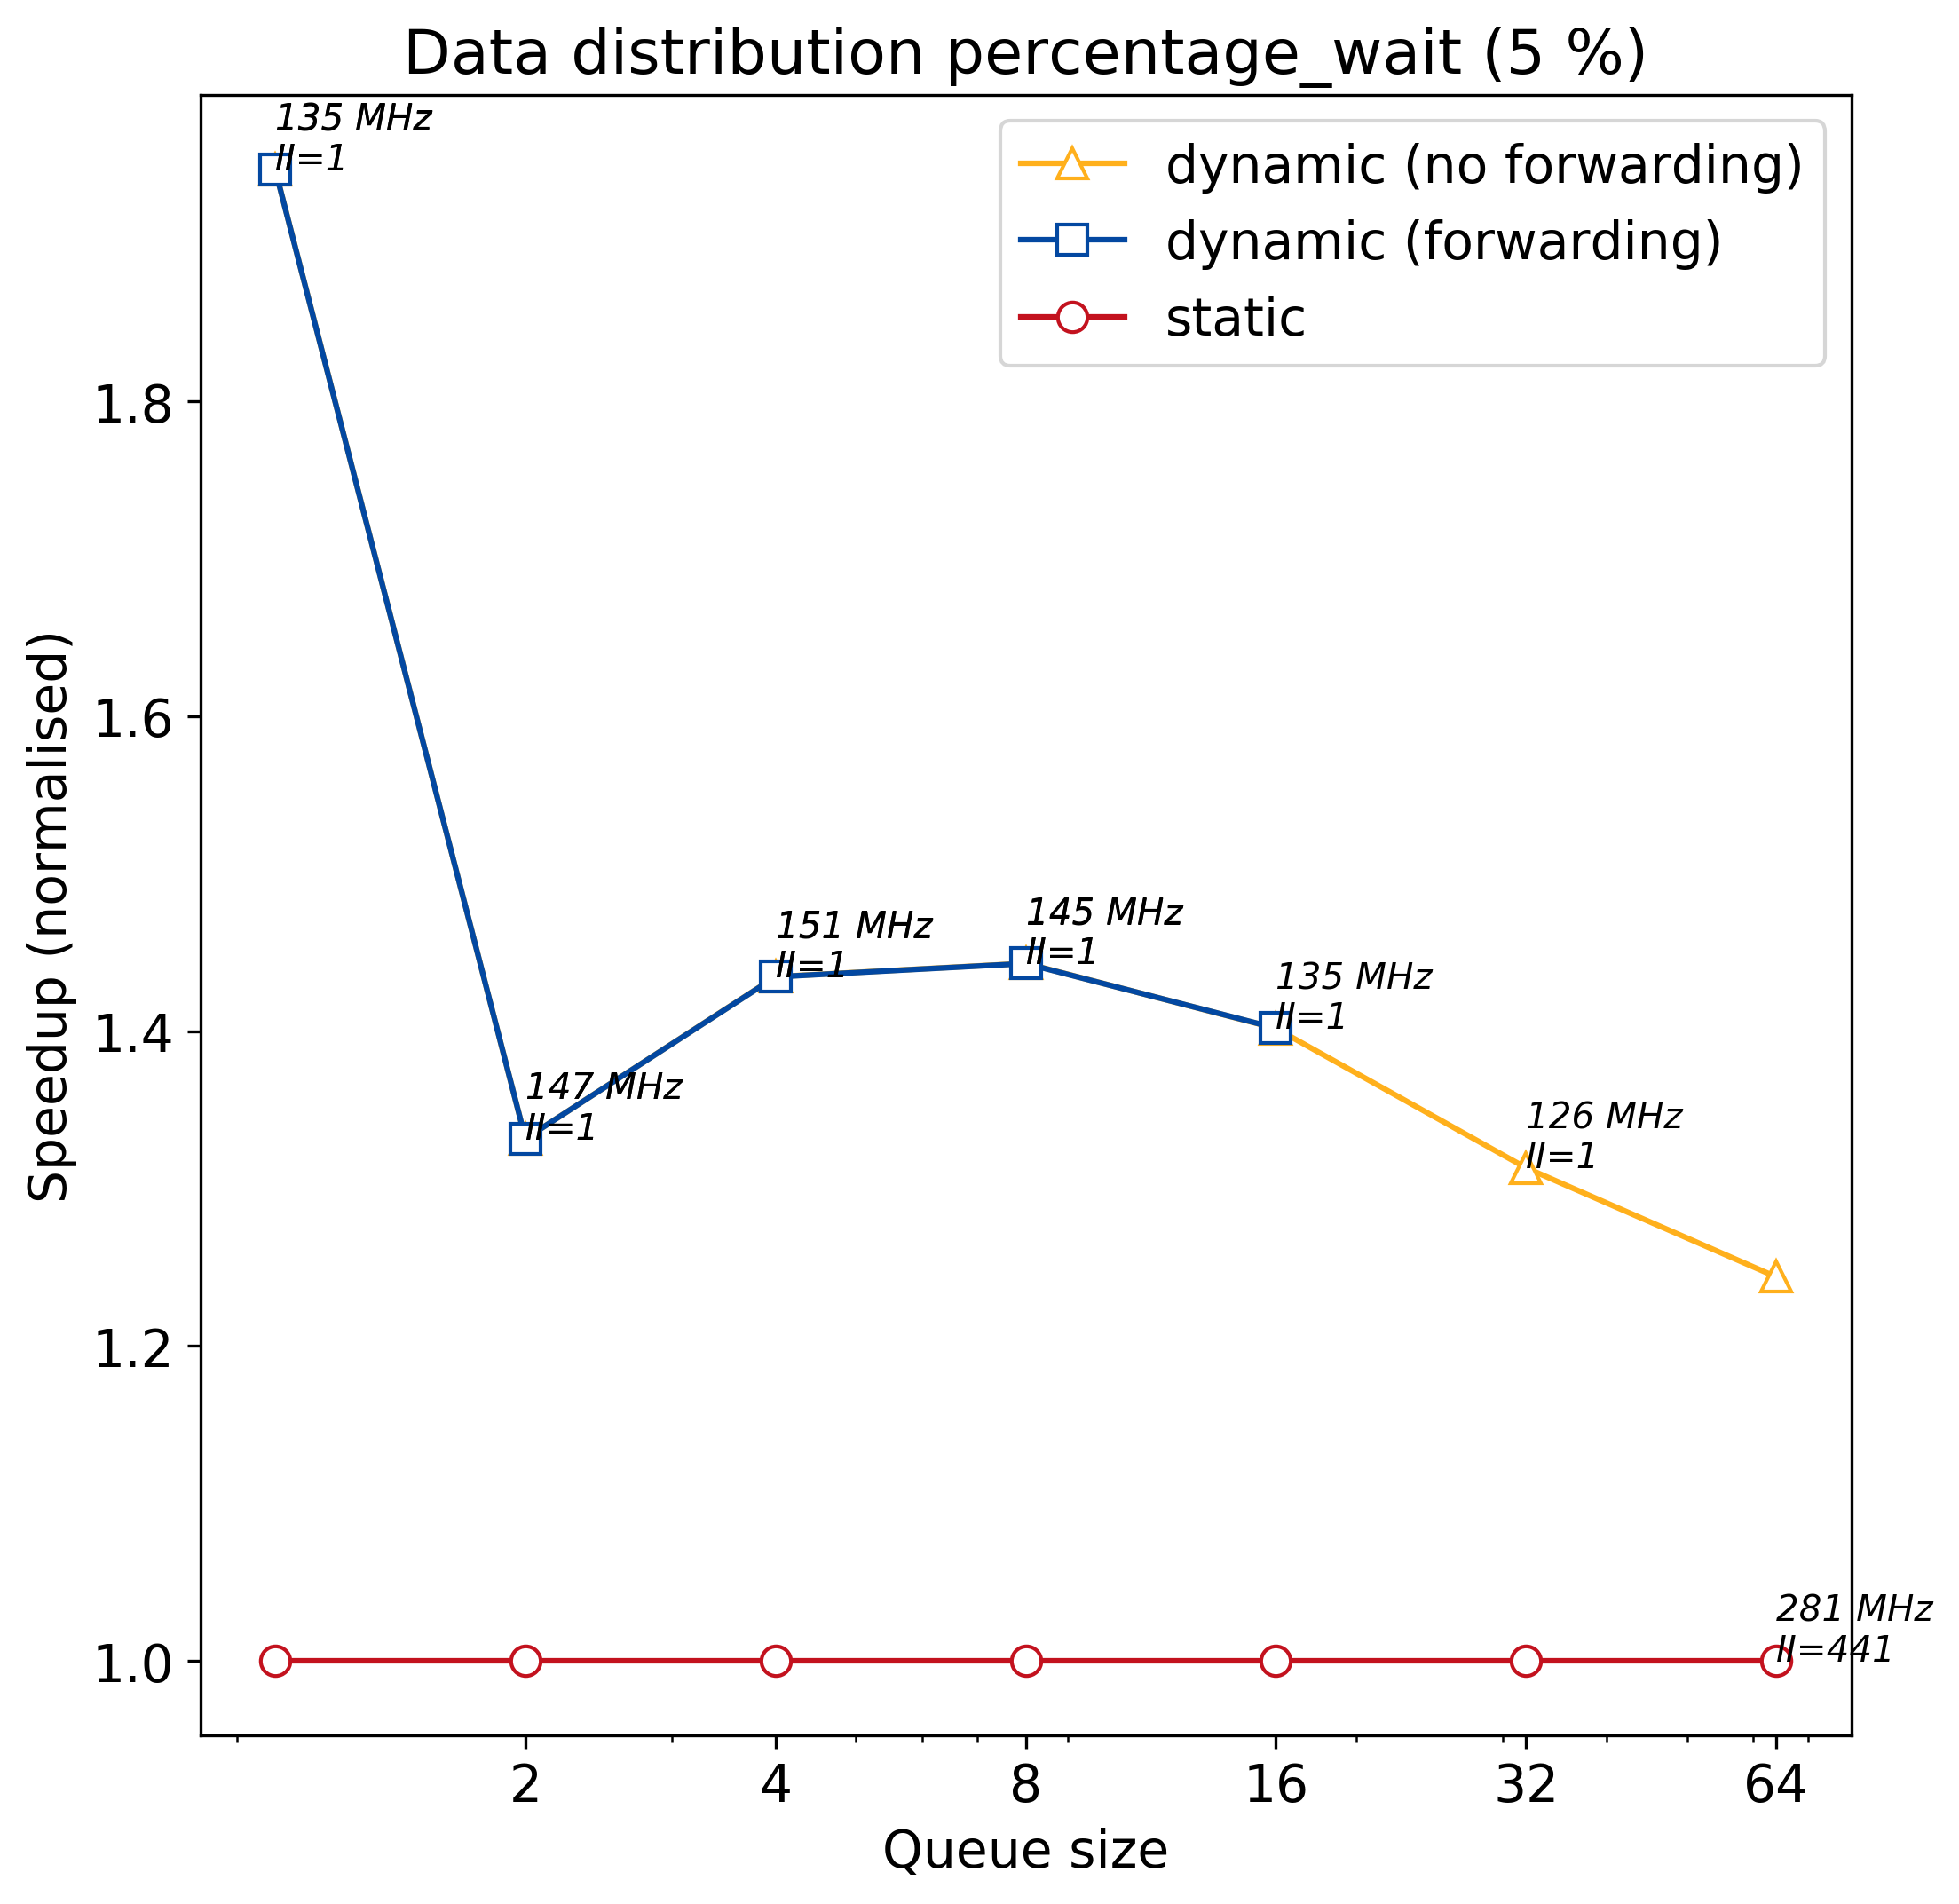 Data distribution percentage_wait (5 %)
135 MHz
II=1
dynamic (no forwarding)
dynamic (forwarding)
static
1.8
1.6
1.4
1.2
1.0
Speedup (normalised)
147 MHz
II=1
151 MHz
II=1
145 MHz
II=1
135 MHz
II=1
126 MHz
II=1
281 MHz
II=441
2
4
8
16
32
64
Queue size